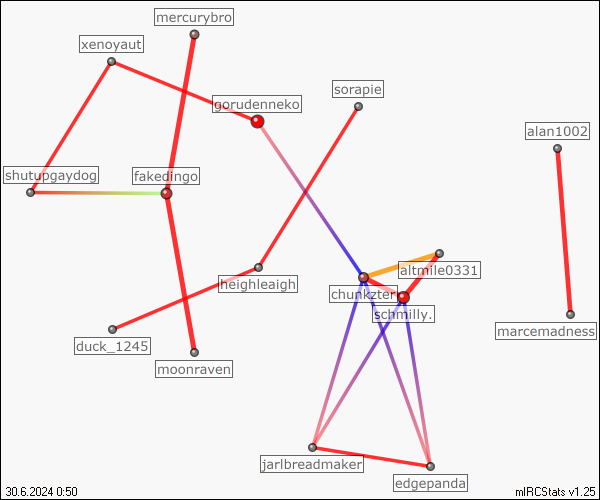 mercurybro
xenoyaut
sorapie
gorudenneko
alan1002
shutupgaydog
fakedingo
altmile0331
heighleaigh
chunkzter
schmilly.
marcemadness
duck_1245
moonraven
jarlbreadmaker
edgepanda
30.6.2024 0:50
mIRCStats v1.25